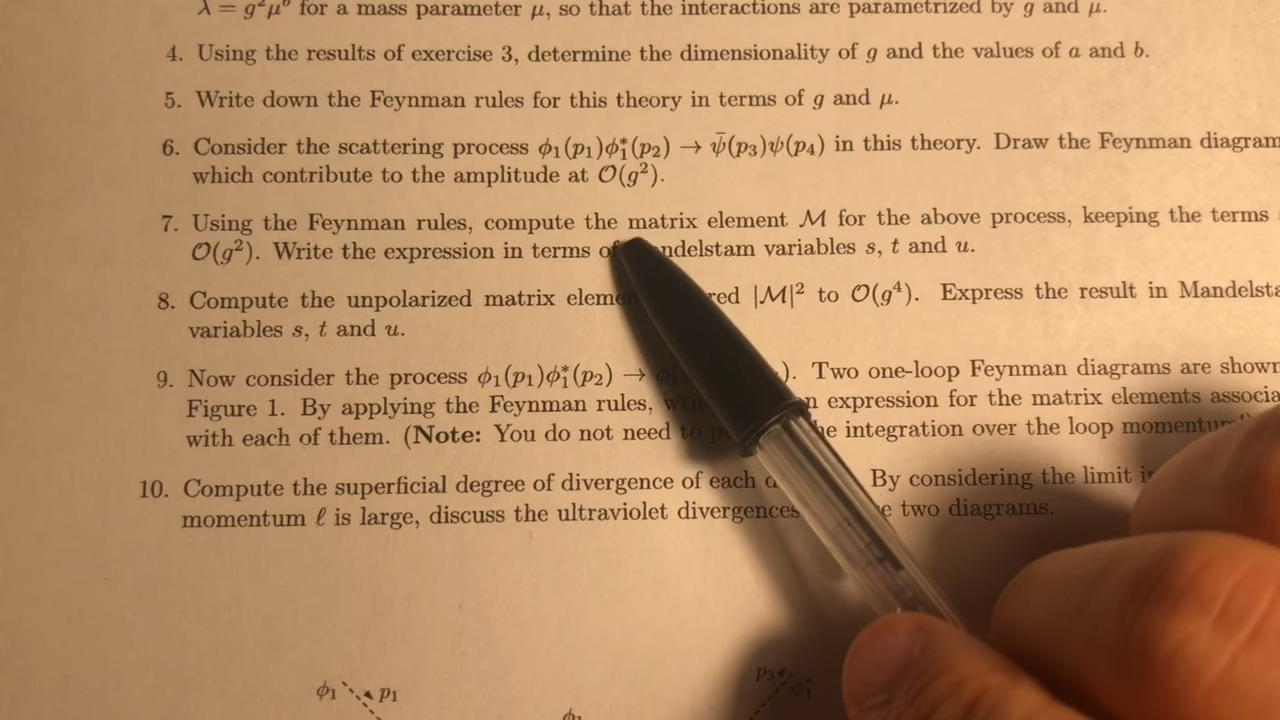 λ = g²μᵇ for a mass parameter μ, so that the interactions are parametrized by g and μ.
4. Using the results of exercise 3, determine the dimensionality of g and the values of a and b.
5. Write down the Feynman rules for this theory in terms of g and μ.
6. Consider the scattering process ϕ₁(p₁)ϕ₁*(p₂) → ψ̄(p₃)ψ(p₄) in this theory. Draw the Feynman diagram
which contribute to the amplitude at 𝒪(g²).
7. Using the Feynman rules, compute the matrix element ℳ for the above process, keeping the terms
𝒪(g²). Write the expression in terms ndelstam variables s, t and u.
8. Compute the unpolarized matrix eleme red |ℳ|² to 𝒪(g⁴). Express the result in Mandelsta
variables s, t and u.
9. Now consider the process ϕ₁(p₁)ϕ₁*(p₂) → ). Two one-loop Feynman diagrams are shown
Figure 1. By applying the Feynman rules, n expression for the matrix elements associa
with each of them. (Note: You do not need to he integration over the loop momentum
10. Compute the superficial degree of divergence of each By considering the limit i
momentum ℓ is large, discuss the ultraviolet divergences e two diagrams.
p₃ ϕ₁*
ϕ₁ p₁